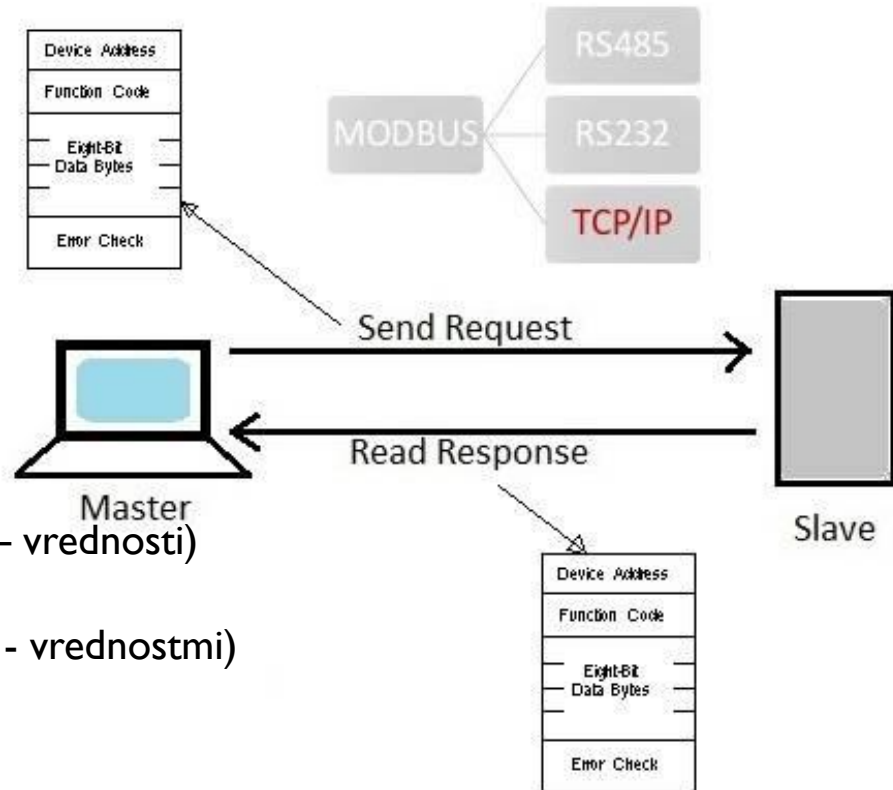 Device Address
Function Code
Eight-Bit
Data Bytes
Error Check
MODBUS
RS485
RS232
TCP/IP
Send Request
Read Response
Master
Slave
– vrednosti)
- vrednostmi)
Device Address
Function Code
Eight-Bit
Data Bytes
Error Check